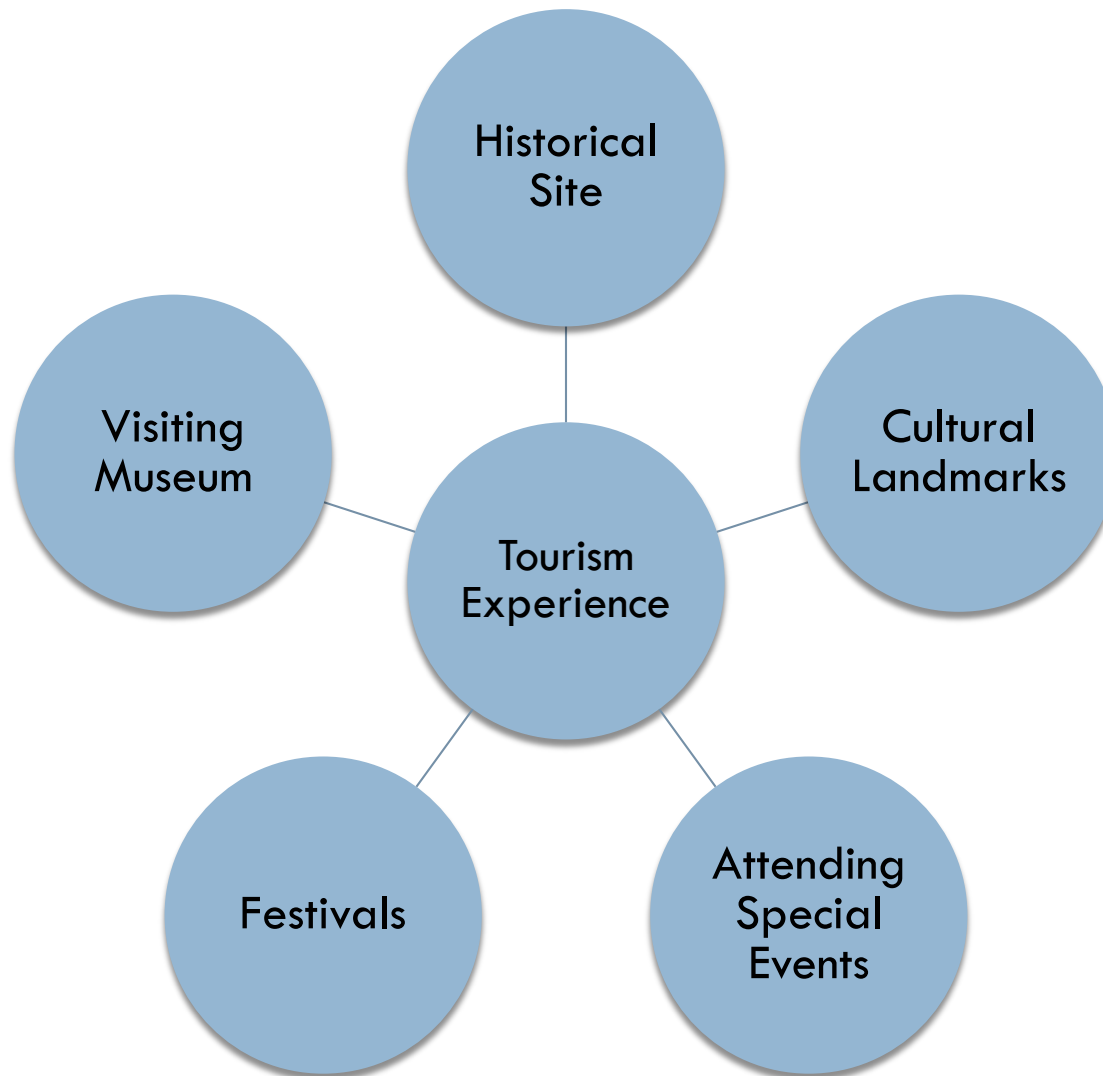 Historical
Site
Visiting
Museum
Cultural
Landmarks
Tourism
Experience
Festivals
Attending
Special
Events